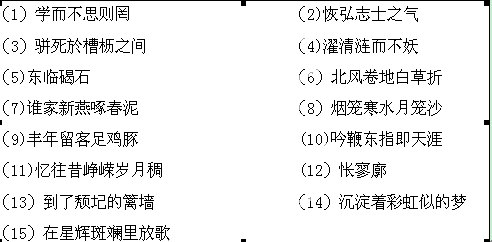 (1) 学而不思则罔 (2)恢弘志士之气
(3) 骈死於槽枥之间 (4)濯清涟而不妖
(5)东临碣石 (6) 北风卷地白草折
(7)谁家新燕啄春泥 (8) 烟笼寒水月笼沙
(9)丰年留客足鸡豚 (10)吟鞭东指即天涯
(11)忆往昔峥嵘岁月稠 (12) 怅寥廓
(13) 到了颓圮的篱墙 (14) 沉淀着彩虹似的梦
(15) 在星辉斑斓里放歌